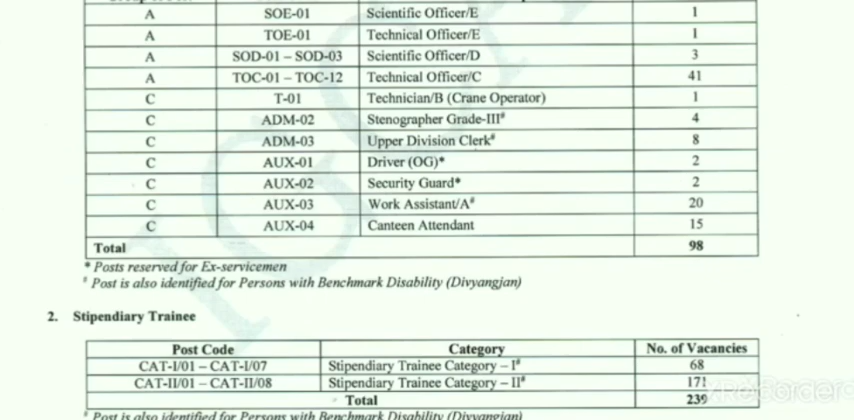 A SOE-01 Scientific Officer/E 1
A TOE-01 Technical Officer/E 1
A SOD-01 – SOD-03 Scientific Officer/D 3
A TOC-01 – TOC-12 Technical Officer/C 41
C T-01 Technician/B (Crane Operator) 1
C ADM-02 Stenographer Grade-III# 4
C ADM-03 Upper Division Clerk# 8
C AUX-01 Driver (OG)* 2
C AUX-02 Security Guard* 2
C AUX-03 Work Assistant/A# 20
C AUX-04 Canteen Attendant 15
Total 98
* Posts reserved for Ex-servicemen
# Post is also identified for Persons with Benchmark Disability (Divyangjan)
2. Stipendiary Trainee
Post Code Category No. of Vacancies
CAT-I/01 – CAT-I/07 Stipendiary Trainee Category – I# 68
CAT-II/01 – CAT-II/08 Stipendiary Trainee Category – II# 171
Total 239
# Post is also identified for Persons with Benchmark Disability (Divyangjan)